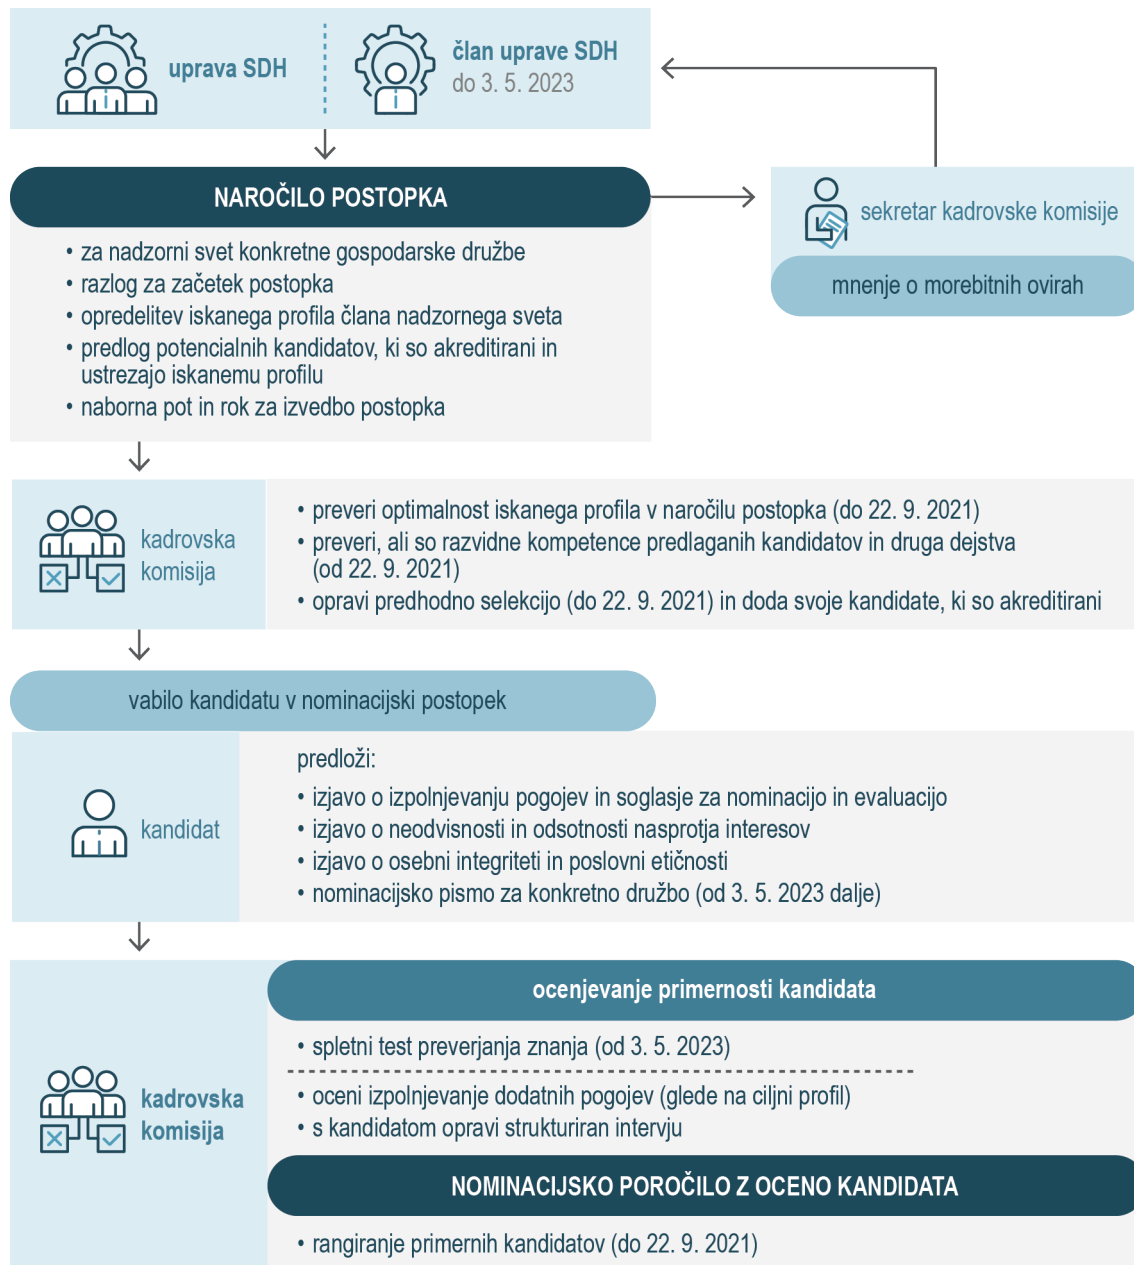 uprava SDH
član uprave SDH
do 3. 5. 2023
NAROČILO POSTOPKA
• za nadzorni svet konkretne gospodarske družbe
• razlog za začetek postopka
• opredelitev iskanega profila člana nadzornega sveta
• predlog potencialnih kandidatov, ki so akreditirani in
ustrezajo iskanemu profilu
• naborna pot in rok za izvedbo postopka
sekretar kadrovske komisije
mnenje o morebitnih ovirah
kadrovska
komisija
• preveri optimalnost iskanega profila v naročilu postopka (do 22. 9. 2021)
• preveri, ali so razvidne kompetence predlaganih kandidatov in druga dejstva
(od 22. 9. 2021)
• opravi predhodno selekcijo (do 22. 9. 2021) in doda svoje kandidate, ki so akreditirani
vabilo kandidatu v nominacijski postopek
kandidat
predloži:
• izjavo o izpolnjevanju pogojev in soglasje za nominacijo in evaluacijo
• izjavo o neodvisnosti in odsotnosti nasprotja interesov
• izjavo o osebni integriteti in poslovni etičnosti
• nominacijsko pismo za konkretno družbo (od 3. 5. 2023 dalje)
kadrovska
komisija
ocenjevanje primernosti kandidata
• spletni test preverjanja znanja (od 3. 5. 2023)
• oceni izpolnjevanje dodatnih pogojev (glede na ciljni profil)
• s kandidatom opravi strukturiran intervju
NOMINACIJSKO POROČILO Z OCENO KANDIDATA
• rangiranje primernih kandidatov (do 22. 9. 2021)